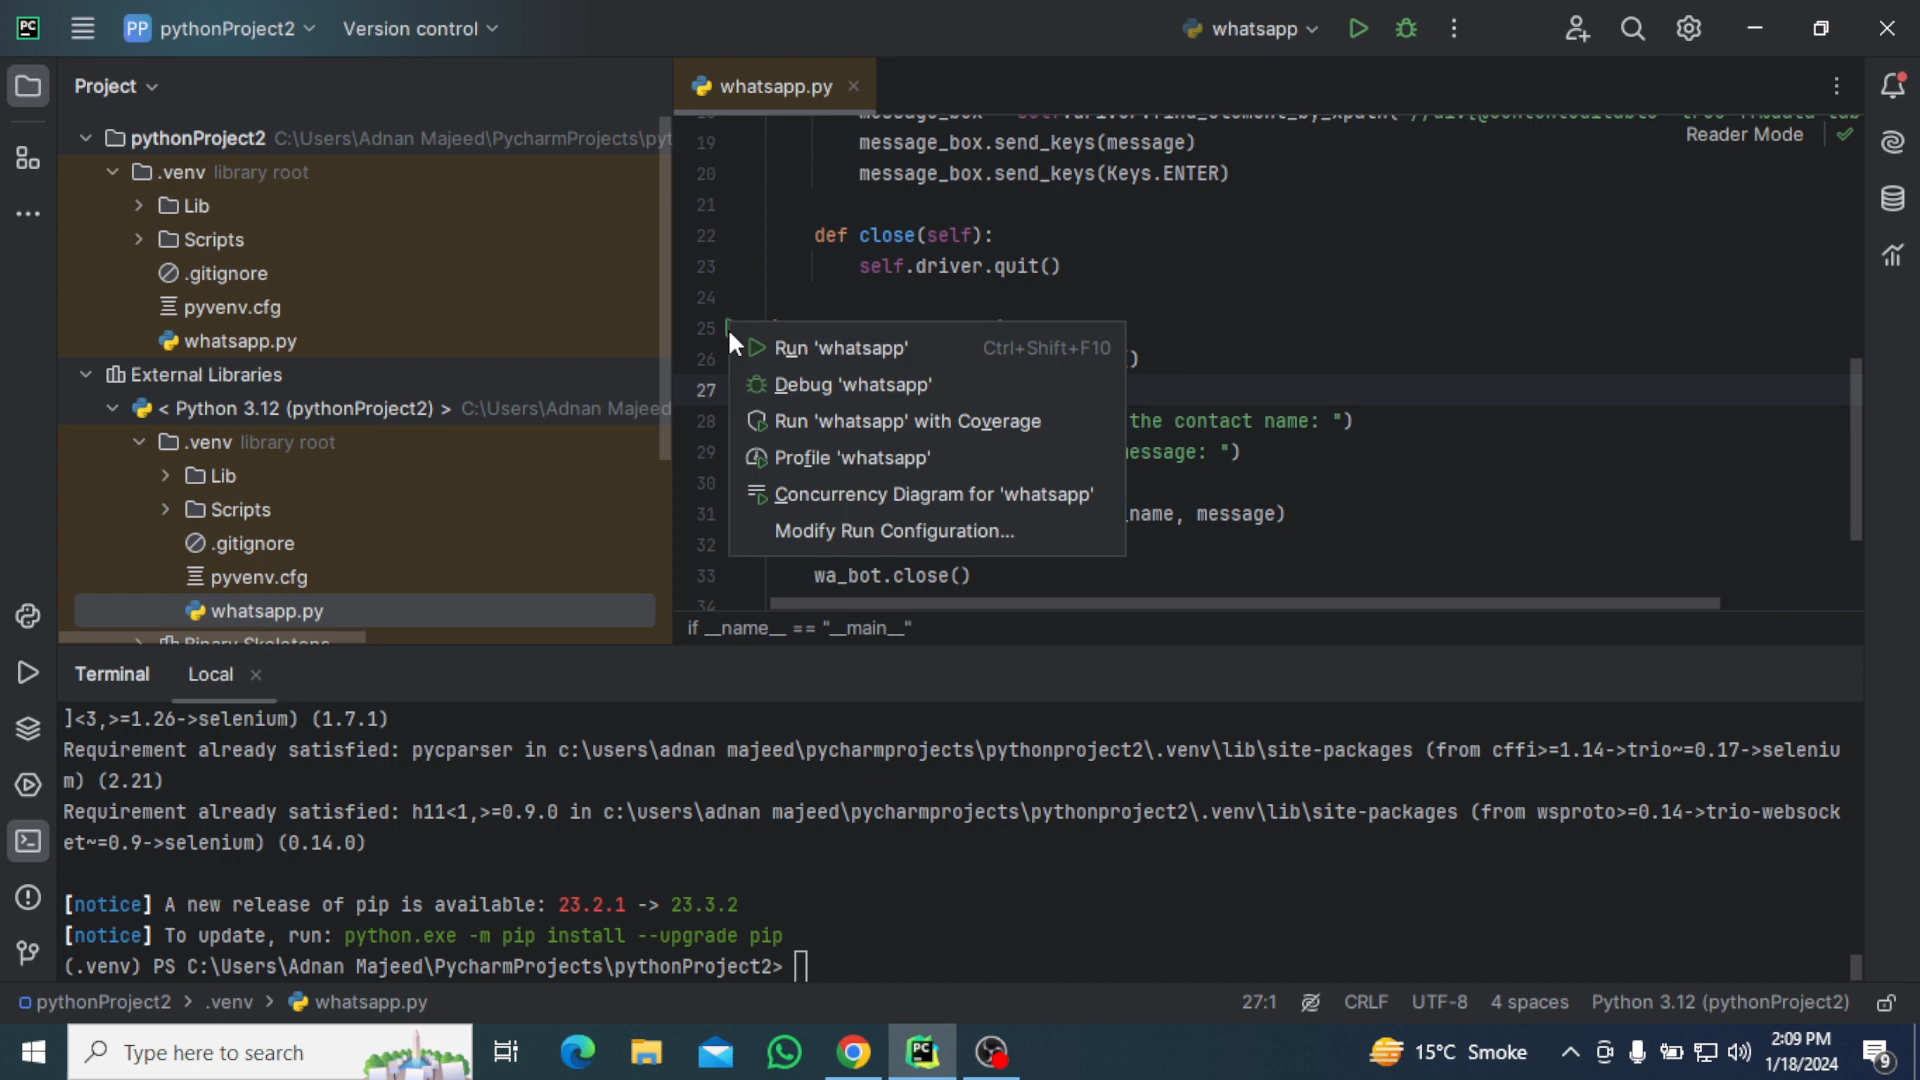 PC
PP pythonProject2 Version control whatsapp
Project
pythonProject2 C:\Users\Adnan Majeed\PycharmProjects\pyt
.venv library root
Lib
Scripts
.gitignore
pyvenv.cfg
whatsapp.py
External Libraries
< Python 3.12 (pythonProject2) > C:\Users\Adnan Majeed
.venv library root
Lib
Scripts
.gitignore
pyvenv.cfg
whatsapp.py
whatsapp.py
Reader Mode
19 message_box.send_keys(message)
20 message_box.send_keys(Keys.ENTER)
21
22 def close(self):
23 self.driver.quit()
24
25
26 )
27
28 the contact name: ")
29 message: ")
30
31 _name, message)
32
33 wa_bot.close()
34
Run 'whatsapp' Ctrl+Shift+F10
Debug 'whatsapp'
Run 'whatsapp' with Coverage
Profile 'whatsapp'
Concurrency Diagram for 'whatsapp'
Modify Run Configuration...
if __name__ == "__main__"
Terminal Local
]<3,>=1.26->selenium) (1.7.1)
Requirement already satisfied: pycparser in c:\users\adnan majeed\pycharmprojects\pythonproject2\.venv\lib\site-packages (from cffi>=1.14->trio~=0.17->seleniu
m) (2.21)
Requirement already satisfied: h11<1,>=0.9.0 in c:\users\adnan majeed\pycharmprojects\pythonproject2\.venv\lib\site-packages (from wsproto>=0.14->trio-websock
et~=0.9->selenium) (0.14.0)
[notice] A new release of pip is available: 23.2.1 -> 23.3.2
[notice] To update, run: python.exe -m pip install --upgrade pip
(.venv) PS C:\Users\Adnan Majeed\PycharmProjects\pythonProject2>
pythonProject2 > .venv > whatsapp.py 27:1 CRLF UTF-8 4 spaces Python 3.12 (pythonProject2)
Type here to search
15°C Smoke
2:09 PM
1/18/2024
9